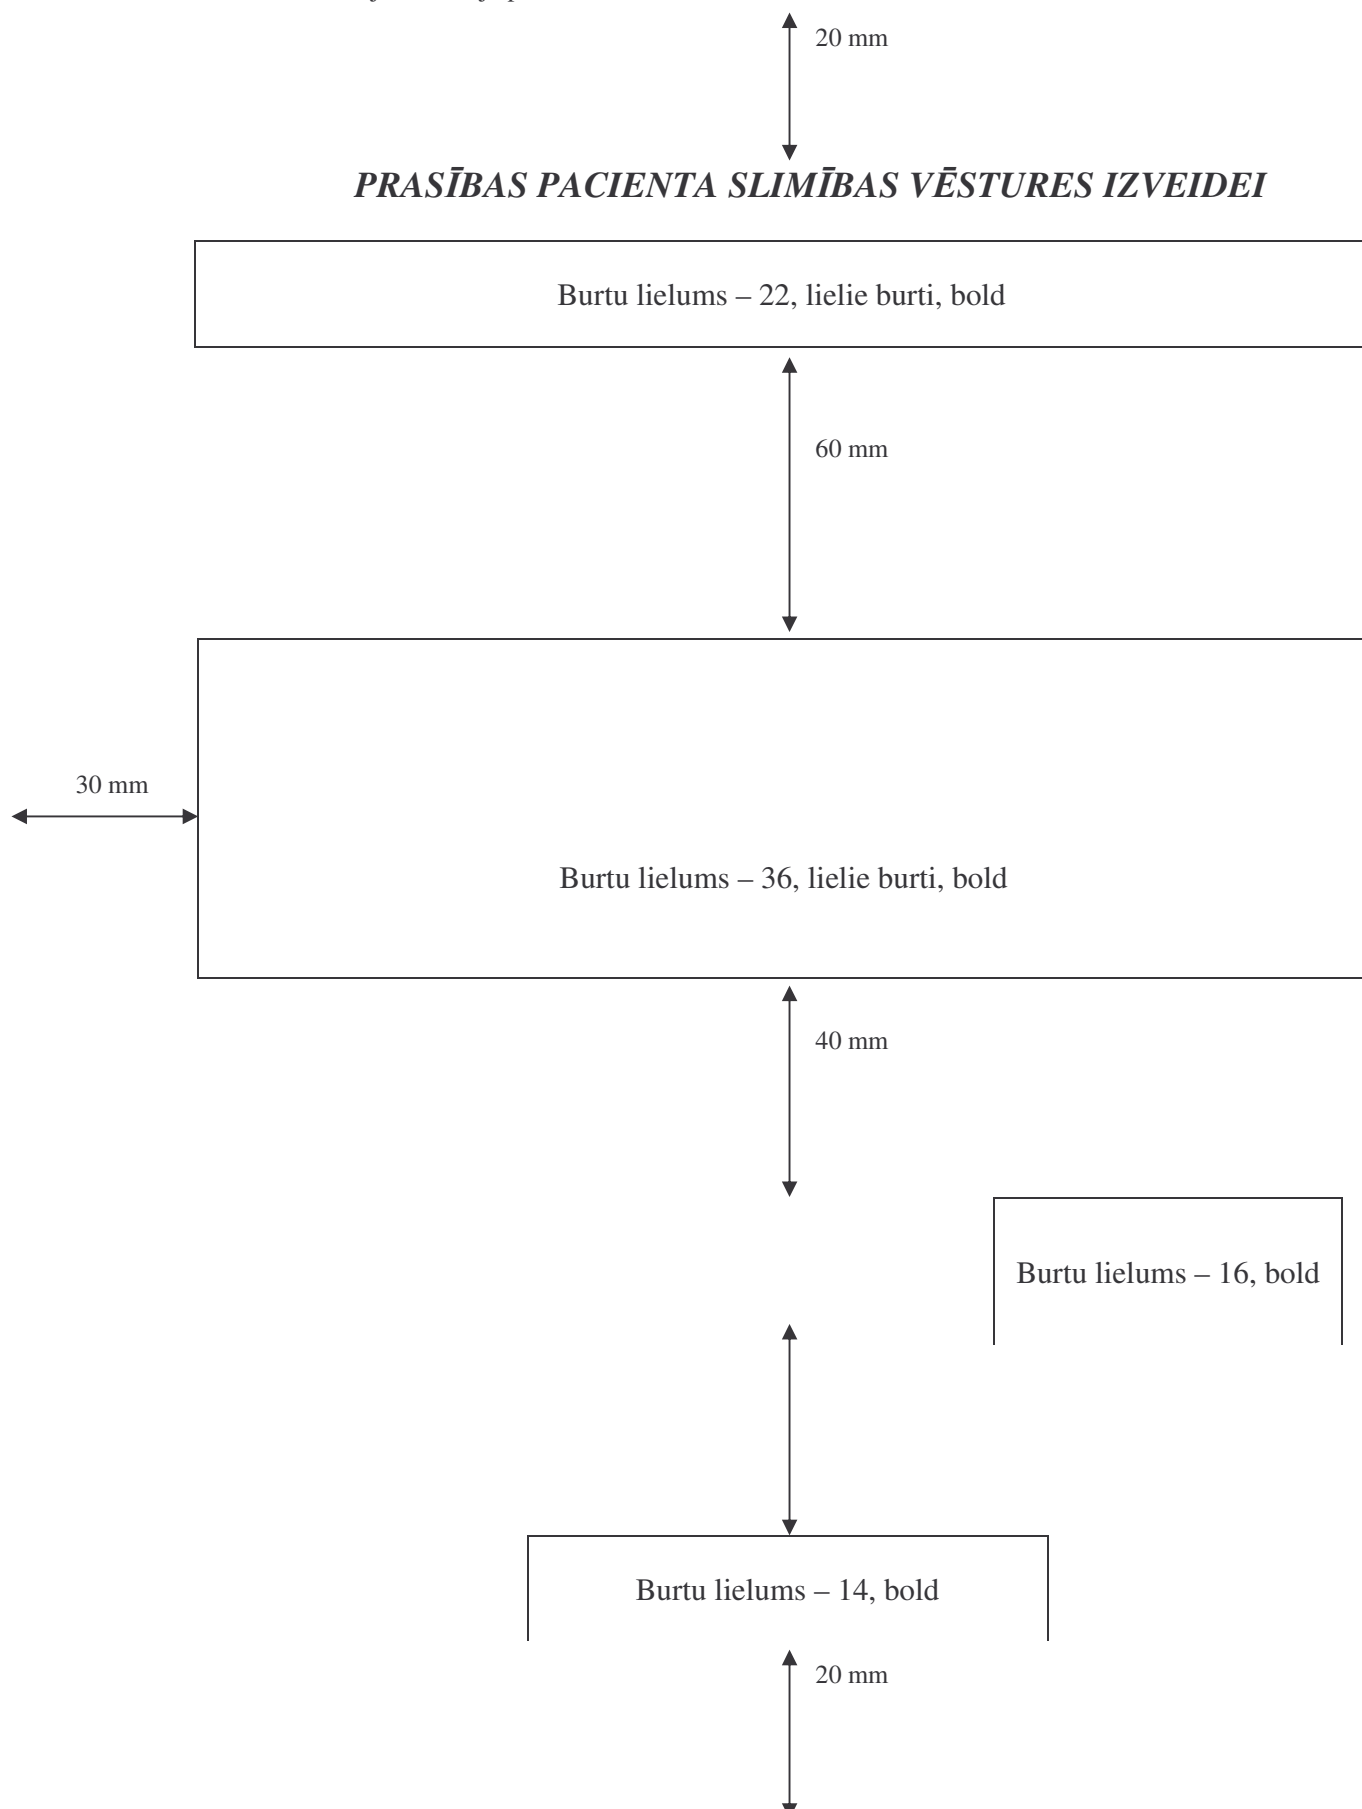 20 mm
PRASĪBAS PACIENTA SLIMĪBAS VĒSTURES IZVEIDEI
Burtu lielums – 22, lielie burti, bold
60 mm
30 mm
Burtu lielums – 36, lielie burti, bold
40 mm
Burtu lielums – 16, bold
Burtu lielums – 14, bold
20 mm